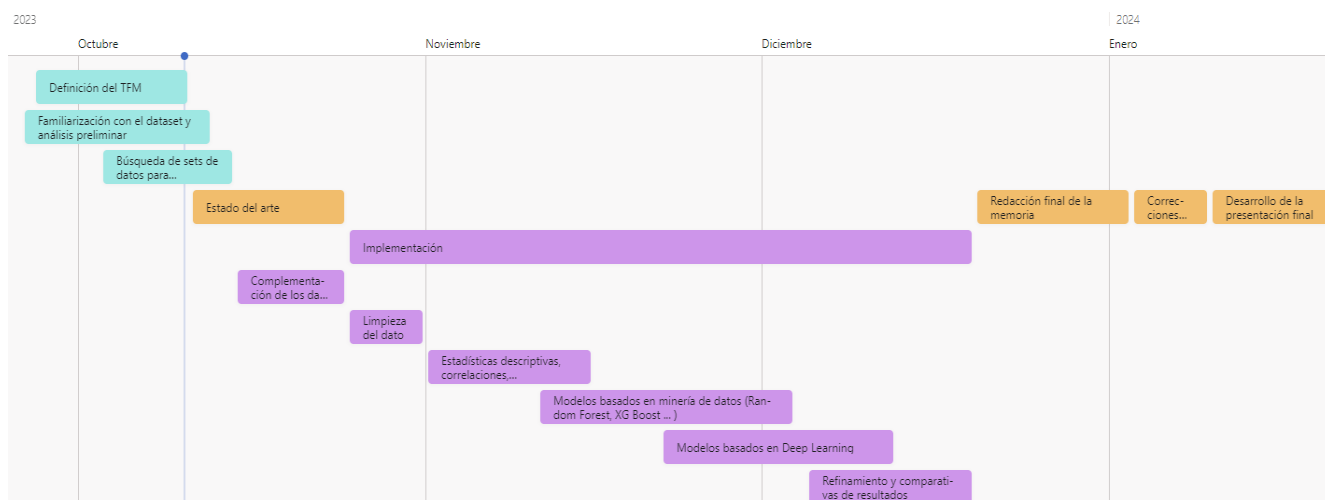 2023
2024
Octubre
Noviembre
Diciembre
Enero
Definición del TFM
Familiarización con el dataset y
análisis preliminar
Búsqueda de sets de
datos para...
Estado del arte
Redacción final de la
memoria
Correc-
ciones...
Desarrollo de la
presentación final
Implementación
Complementa-
ción de los da...
Limpieza
del dato
Estadísticas descriptivas,
correlaciones,...
Modelos basados en minería de datos (Ran-
dom Forest, XG Boost ... )
Modelos basados en Deep Learning
Refinamiento y comparati-
vas de resultados